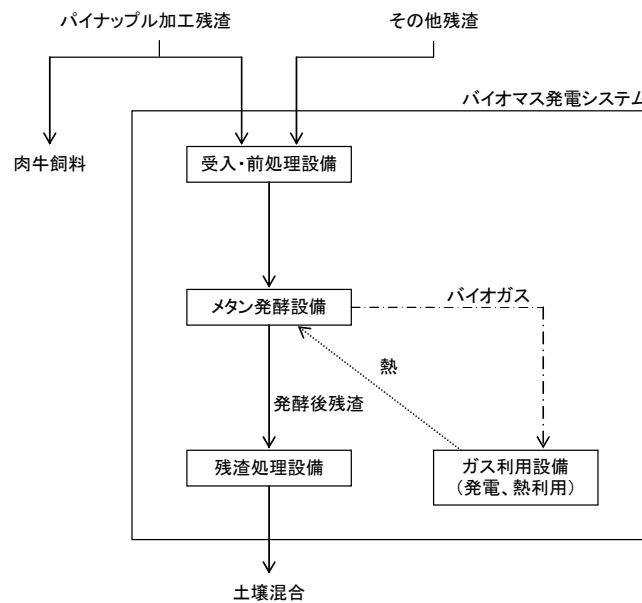 パイナップル加工残渣
その他残渣
バイオマス発電システム
肉牛飼料
受入・前処理設備
メタン発酵設備
バイオガス
熱
発酵後残渣
残渣処理設備
ガス利用設備
(発電、熱利用)
土壌混合